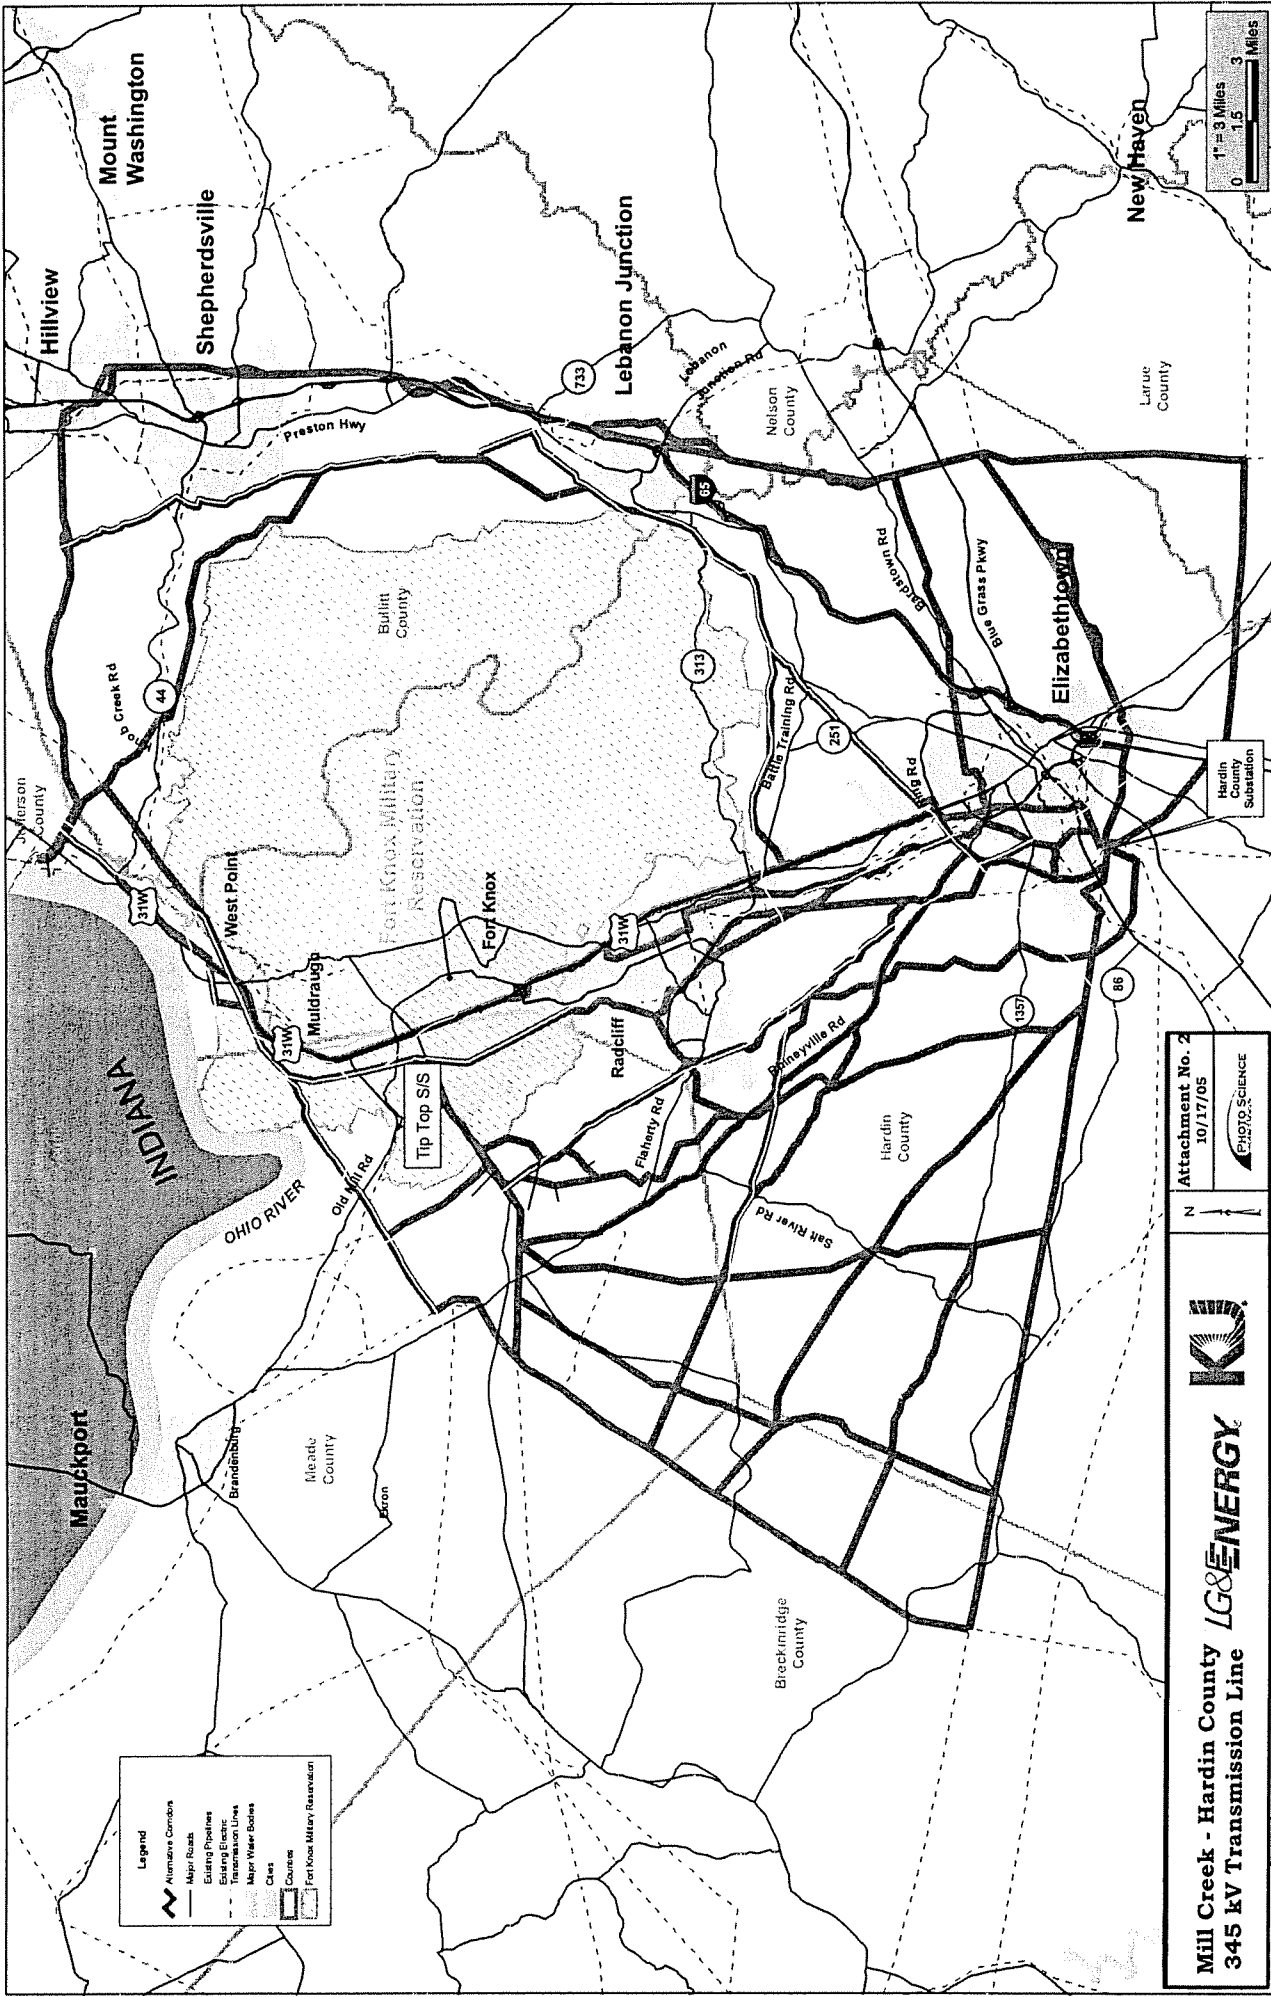 Mount
Washington
Hillview
Shepherdsville
Preston Hwy
733
Lebanon Junction
Lebanon
Junction Rd
Nelson
County
65
New Haven
Larue
County
1" = 3 Miles
0 1.5 3
Miles
Jefferson
County
Knob Creek Rd
44
Bullitt
County
313
Battle Training Rd
251
Ring Rd
Bardstown Rd
Blue Grass Pkwy
Elizabethtown
Hardin
County
Substation
31W
West Point
Fort Knox Military
Reservation
Fort Knox
31W
Muldraugh
31W
Radcliff
Tip Top S/S
INDIANA
OHIO RIVER
Old Mill Rd
Flaherty Rd
Rineyville Rd
1357
86
Hardin
County
Salt River Rd
Mauckport
Brandenburg
Meade
County
Ekron
Breckinridge
County
Legend
Alternative Corridors
Major Roads
Existing Pipelines
Existing Electric
Transmission Lines
Major Water Bodies
Cities
Counties
Fort Knox Military Reservation
Mill Creek - Hardin County
345 kV Transmission Line
LG&E ENERGY
KU
N
Attachment No. 2
10/17/05
PHOTO SCIENCE